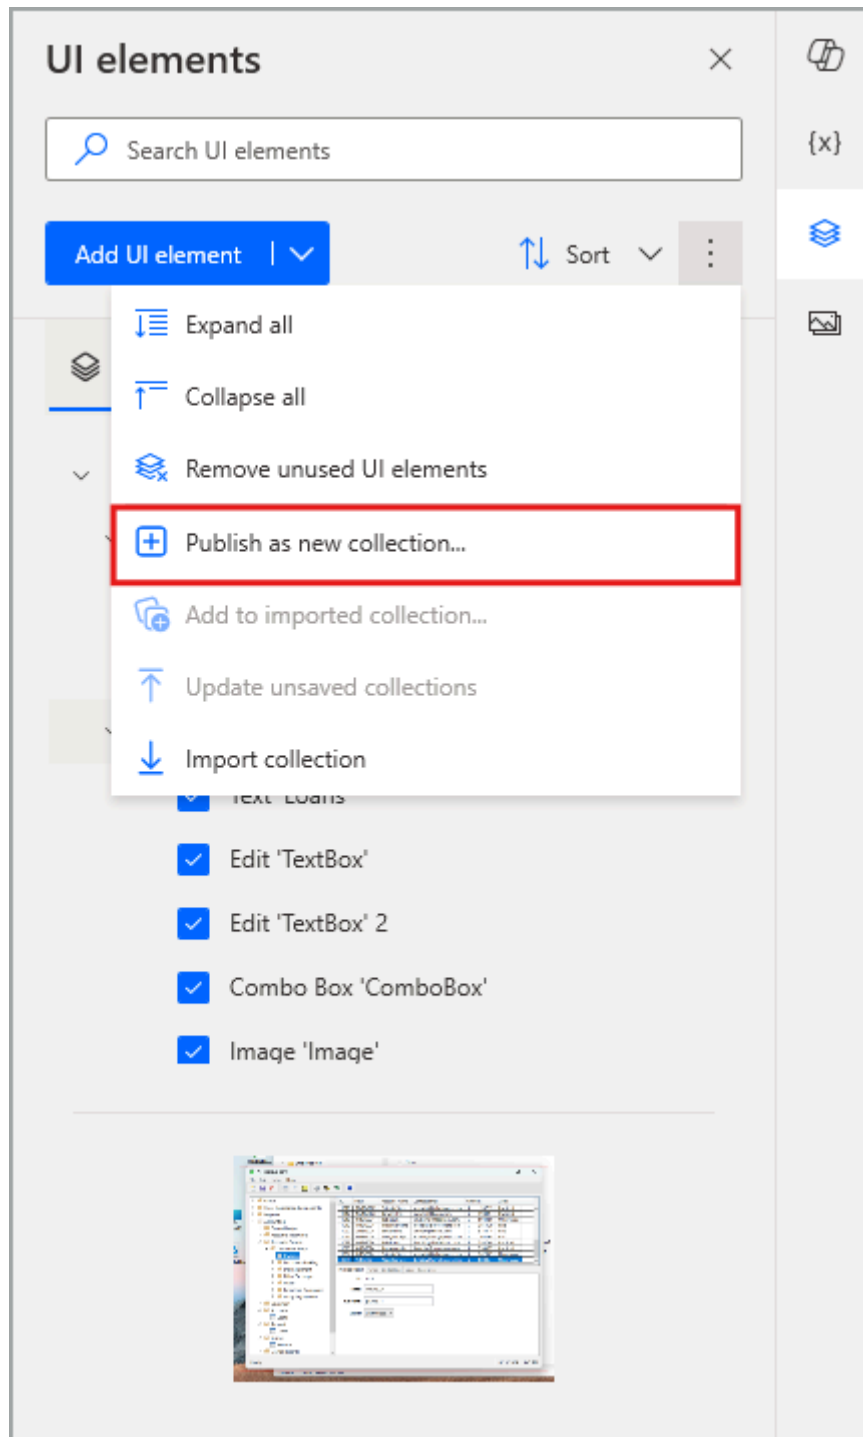 UI elements
Search UI elements
{x}
Add UI element
Sort
Expand all
Collapse all
Remove unused UI elements
Publish as new collection...
Add to imported collection...
Update unsaved collections
Import collection
Text 'Loans'
Edit 'TextBox'
Edit 'TextBox' 2
Combo Box 'ComboBox'
Image 'Image'